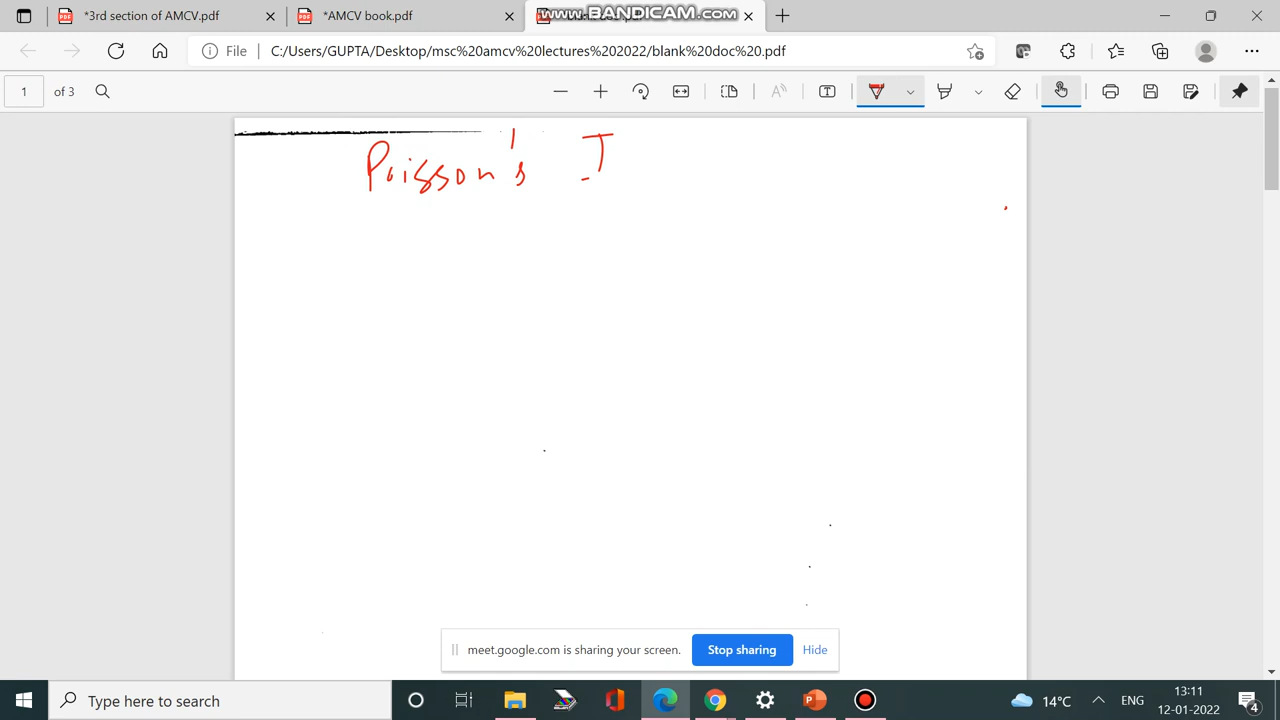 *3rd section of AMCV.pdf
*AMCV book.pdf
www.BANDICAM.com
File
C:/Users/GUPTA/Desktop/msc%20amcv%20lectures%202022/blank%20doc%20.pdf
1
of 3
Poisson's I
meet.google.com is sharing your screen.
Stop sharing
Hide
Type here to search
14°C
ENG
13:11
12-01-2022
4